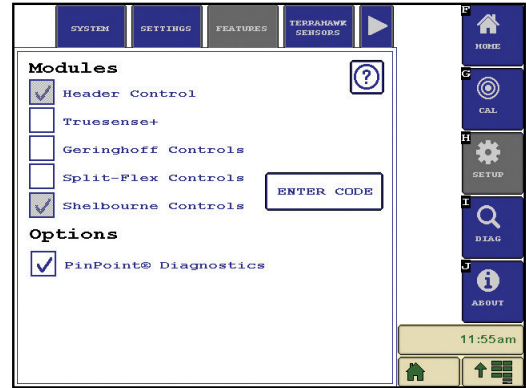 SYSTEM
SETTINGS
FEATURES
TERRAHAWK
SENSORS
Modules
?
Header Control
Truesense+
Geringhoff Controls
Split-Flex Controls
ENTER CODE
Shelbourne Controls
Options
PinPoint® Diagnostics
F
HOME
G
CAL
H
SETUP
I
DIAG
J
i
ABOUT
11:55am